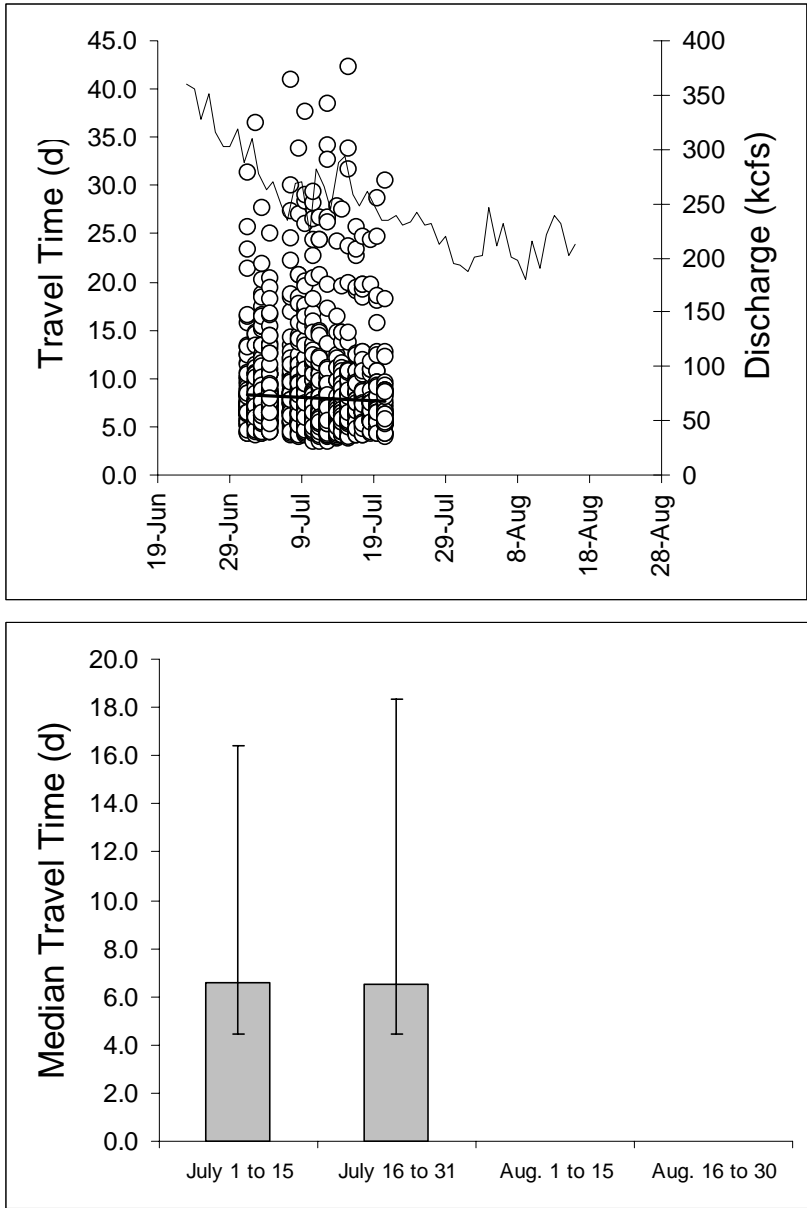 45.0
40.0
35.0
30.0
25.0
20.0
15.0
10.0
5.0
0.0
Travel Time (d)
400
350
300
250
200
150
100
50
0
Discharge (kcfs)
19-Jun
29-Jun
9-Jul
19-Jul
29-Jul
8-Aug
18-Aug
28-Aug
20.0
18.0
16.0
14.0
12.0
10.0
8.0
6.0
4.0
2.0
0.0
Median Travel Time (d)
July 1 to 15
July 16 to 31
Aug. 1 to 15
Aug. 16 to 30